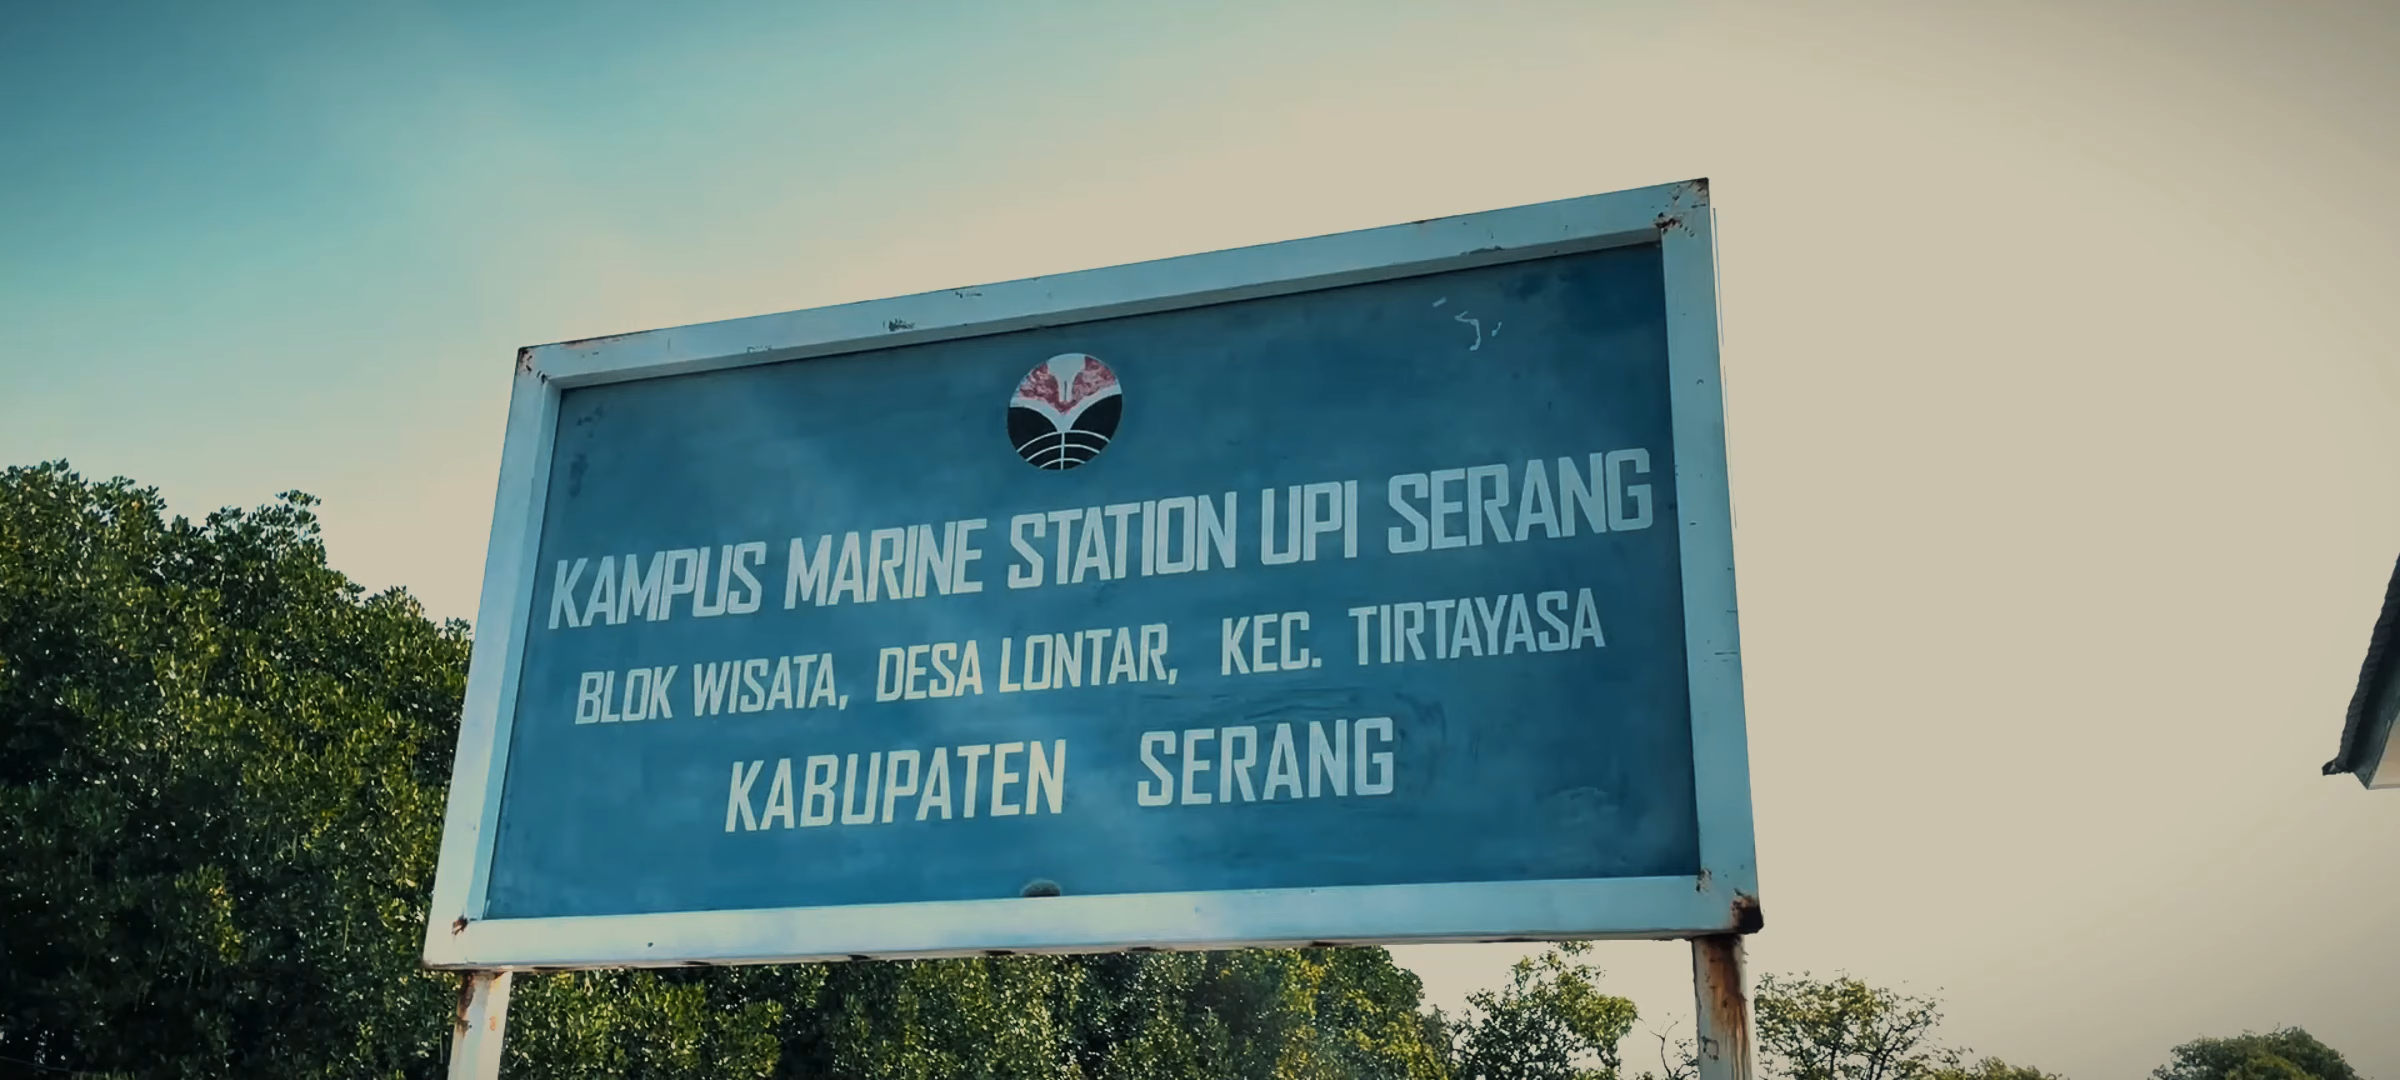 KAMPUS MARINE STATION UPI SERANG
BLOK WISATA, DESA LONTAR, KEC. TIRTAYASA
KABUPATEN SERANG